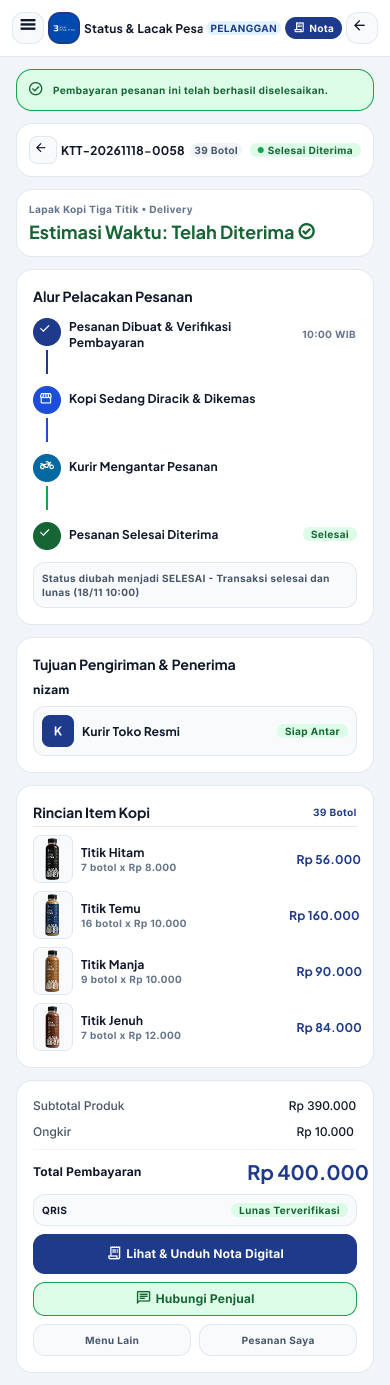 Status & Lacak Pesa PELANGGAN Nota
Pembayaran pesanan ini telah berhasil diselesaikan.
KTT-20261118-0058 39 Botol Selesai Diterima
Lapak Kopi Tiga Titik • Delivery
Estimasi Waktu: Telah Diterima
Alur Pelacakan Pesanan
Pesanan Dibuat & Verifikasi
Pembayaran
10:00 WIB
Kopi Sedang Diracik & Dikemas
Kurir Mengantar Pesanan
Pesanan Selesai Diterima Selesai
Status diubah menjadi SELESAI - Transaksi selesai dan
lunas (18/11 10:00)
Tujuan Pengiriman & Penerima
nizam
K Kurir Toko Resmi Siap Antar
Rincian Item Kopi 39 Botol
Titik Hitam
7 botol x Rp 8.000
Rp 56.000
Titik Temu
16 botol x Rp 10.000
Rp 160.000
Titik Manja
9 botol x Rp 10.000
Rp 90.000
Titik Jenuh
7 botol x Rp 12.000
Rp 84.000
Subtotal Produk Rp 390.000
Ongkir Rp 10.000
Total Pembayaran Rp 400.000
QRIS Lunas Terverifikasi
Lihat & Unduh Nota Digital
Hubungi Penjual
Menu Lain Pesanan Saya